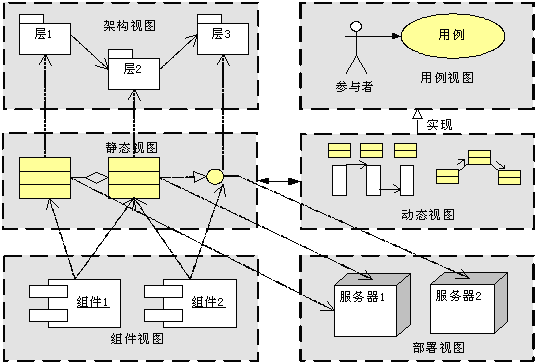 架构视图
层1
层2
层3
用例
参与者
用例视图
实现
静态视图
动态视图
组件1
组件2
组件视图
服务器1
服务器2
部署视图